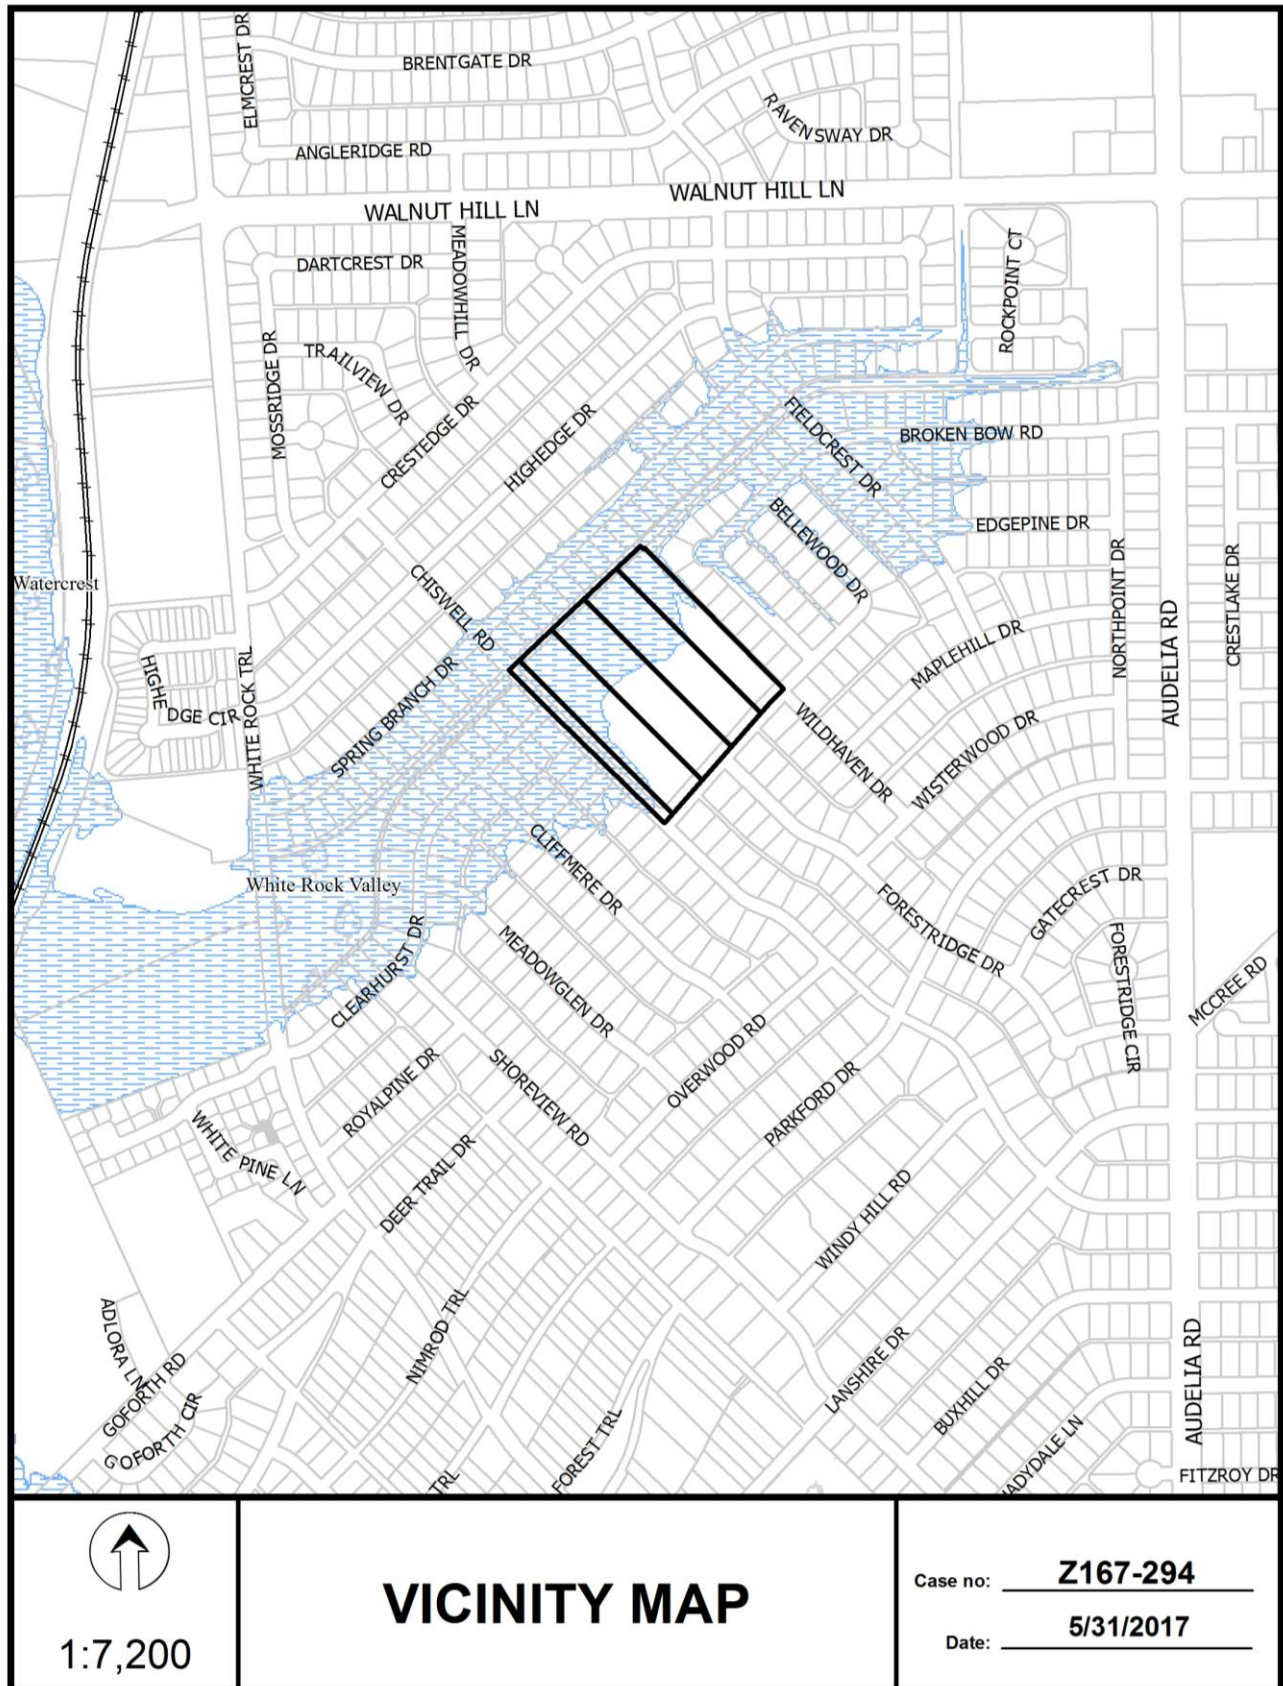 ELMCREST DR
BRENTGATE DR
RAVENSWAY DR
ANGLERIDGE RD
WALNUT HILL LN
WALNUT HILL LN
DARTCREST DR
MEADOWHILL DR
ROCKPOINT CT
MOSSRIDGE DR
TRAILVIEW DR
CRESTEDGE DR
HIGHEDGE DR
FIELDCREST DR
BROKEN BOW RD
BELLEWOOD DR
EDGEPINE DR
NORTHPOINT DR
CRESTLAKE DR
Watercrest
CHISWELL RD
AUDELIA RD
MAPLEHILL DR
HIGHEDGE CIR
WHITE ROCK TRL
SPRING BRANCH DR
WILDHAVEN DR
WISTERWOOD DR
White Rock Valley
CLIFFMERE DR
GATECREST DR
FORESTRIDGE DR
FORESTRIDGE CIR
CLEARHURST DR
MEADOWGLEN DR
MCCREE RD
OVERWOOD RD
ROYALPINE DR
SHOREVIEW RD
PARKFORD DR
WHITE PINE LN
DEER TRAIL DR
WINDY HILL RD
NIMROD TRL
ADLORA LN
GOFORTH RD
GOFORTH CIR
LANSHIRE DR
BUXHILL DR
AUDELIA RD
FOREST TRL
TRL
ADYDALE LN
FITZROY DR
1:7,200
VICINITY MAP
Case no: Z167-294
Date: 5/31/2017